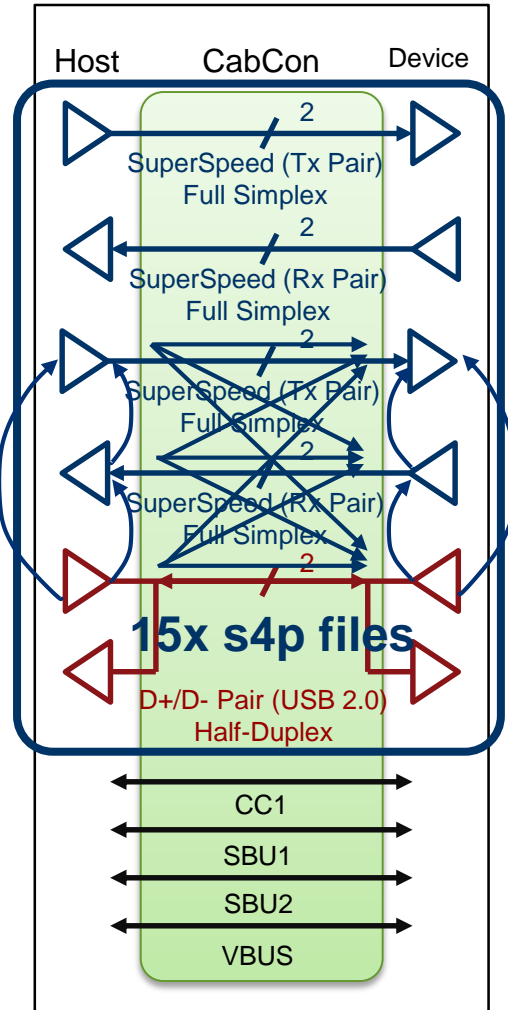 Host CabCon Device
2
SuperSpeed (Tx Pair)
Full Simplex
2
SuperSpeed (Rx Pair)
Full Simplex
2
SuperSpeed (Tx Pair)
Full Simplex
2
SuperSpeed (Rx Pair)
Full Simplex
2
15x s4p files
D+/D- Pair (USB 2.0)
Half-Duplex
CC1
SBU1
SBU2
VBUS